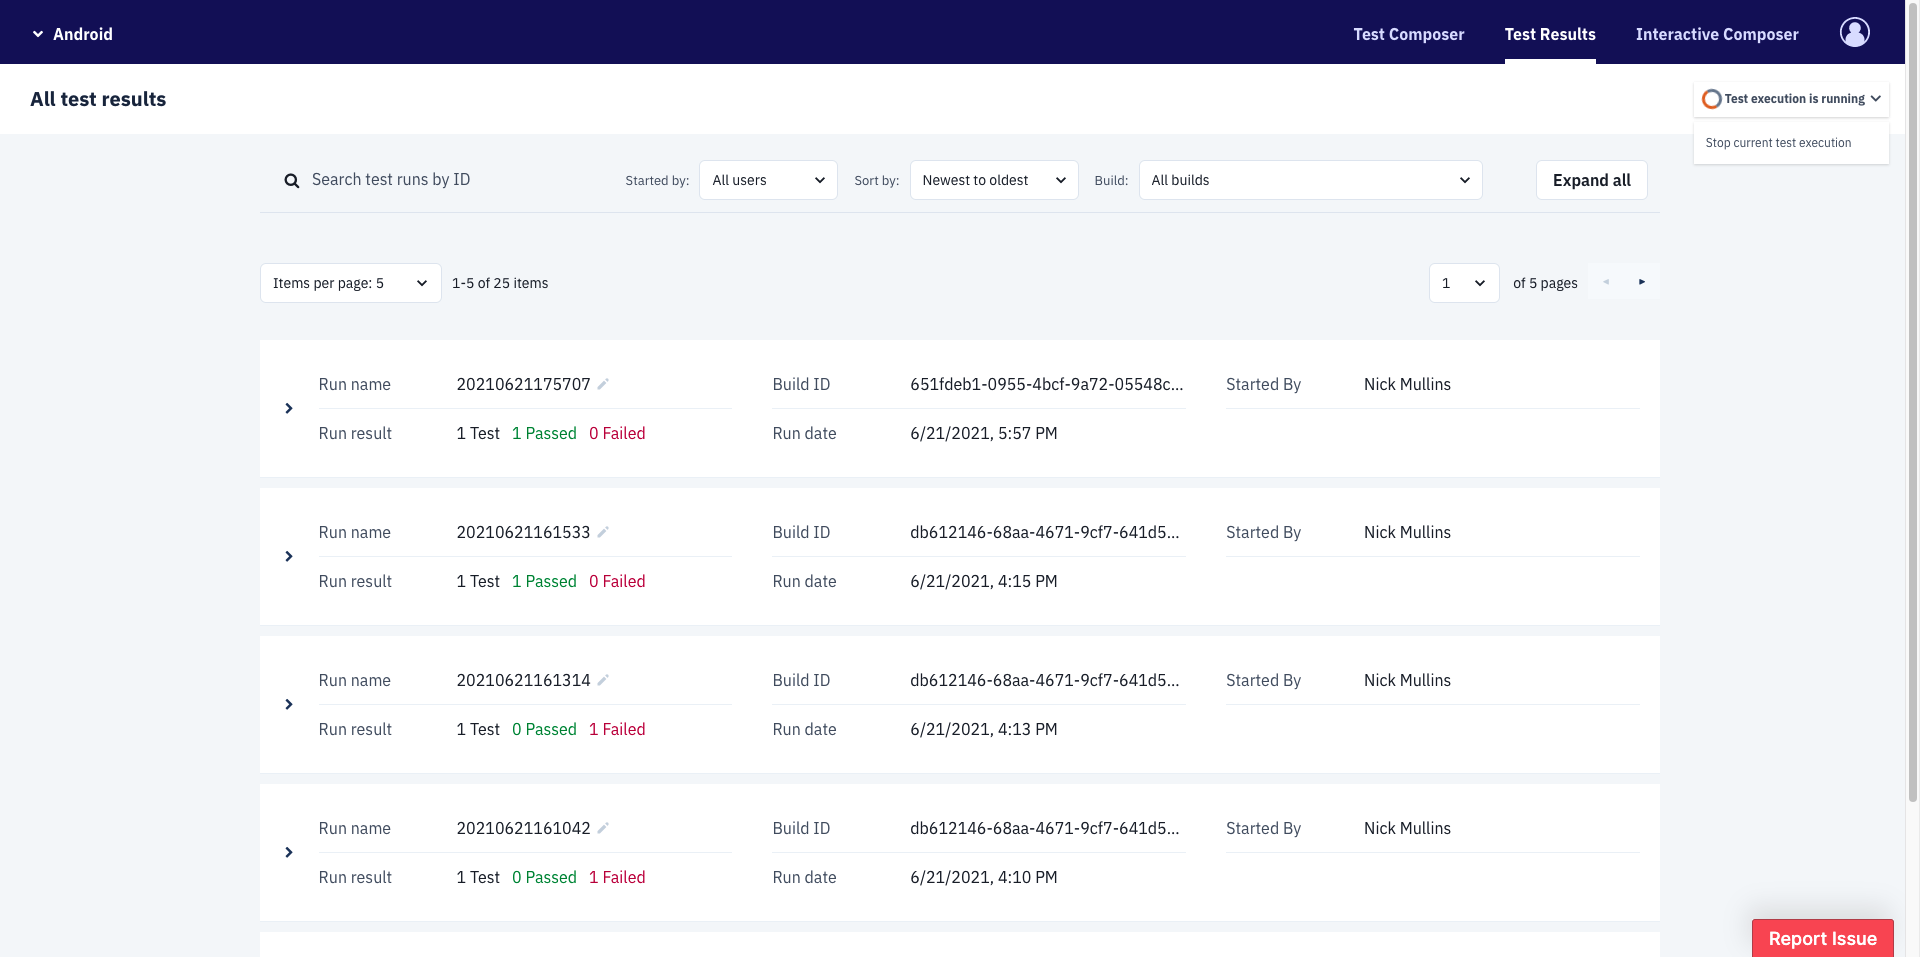 Android
Test Composer
Test Results
Interactive Composer
All test results
Test execution is running
Stop current test execution
Search test runs by ID
Started by:
All users
Sort by:
Newest to oldest
Build:
All builds
Expand all
Items per page: 5
1-5 of 25 items
1
of 5 pages
Run name
20210621175707
Build ID
651fdeb1-0955-4bcf-9a72-05548c...
Started By
Nick Mullins
Run result
1 Test 1 Passed 0 Failed
Run date
6/21/2021, 5:57 PM
Run name
20210621161533
Build ID
db612146-68aa-4671-9cf7-641d5...
Started By
Nick Mullins
Run result
1 Test 1 Passed 0 Failed
Run date
6/21/2021, 4:15 PM
Run name
20210621161314
Build ID
db612146-68aa-4671-9cf7-641d5...
Started By
Nick Mullins
Run result
1 Test 0 Passed 1 Failed
Run date
6/21/2021, 4:13 PM
Run name
20210621161042
Build ID
db612146-68aa-4671-9cf7-641d5...
Started By
Nick Mullins
Run result
1 Test 0 Passed 1 Failed
Run date
6/21/2021, 4:10 PM
Report Issue